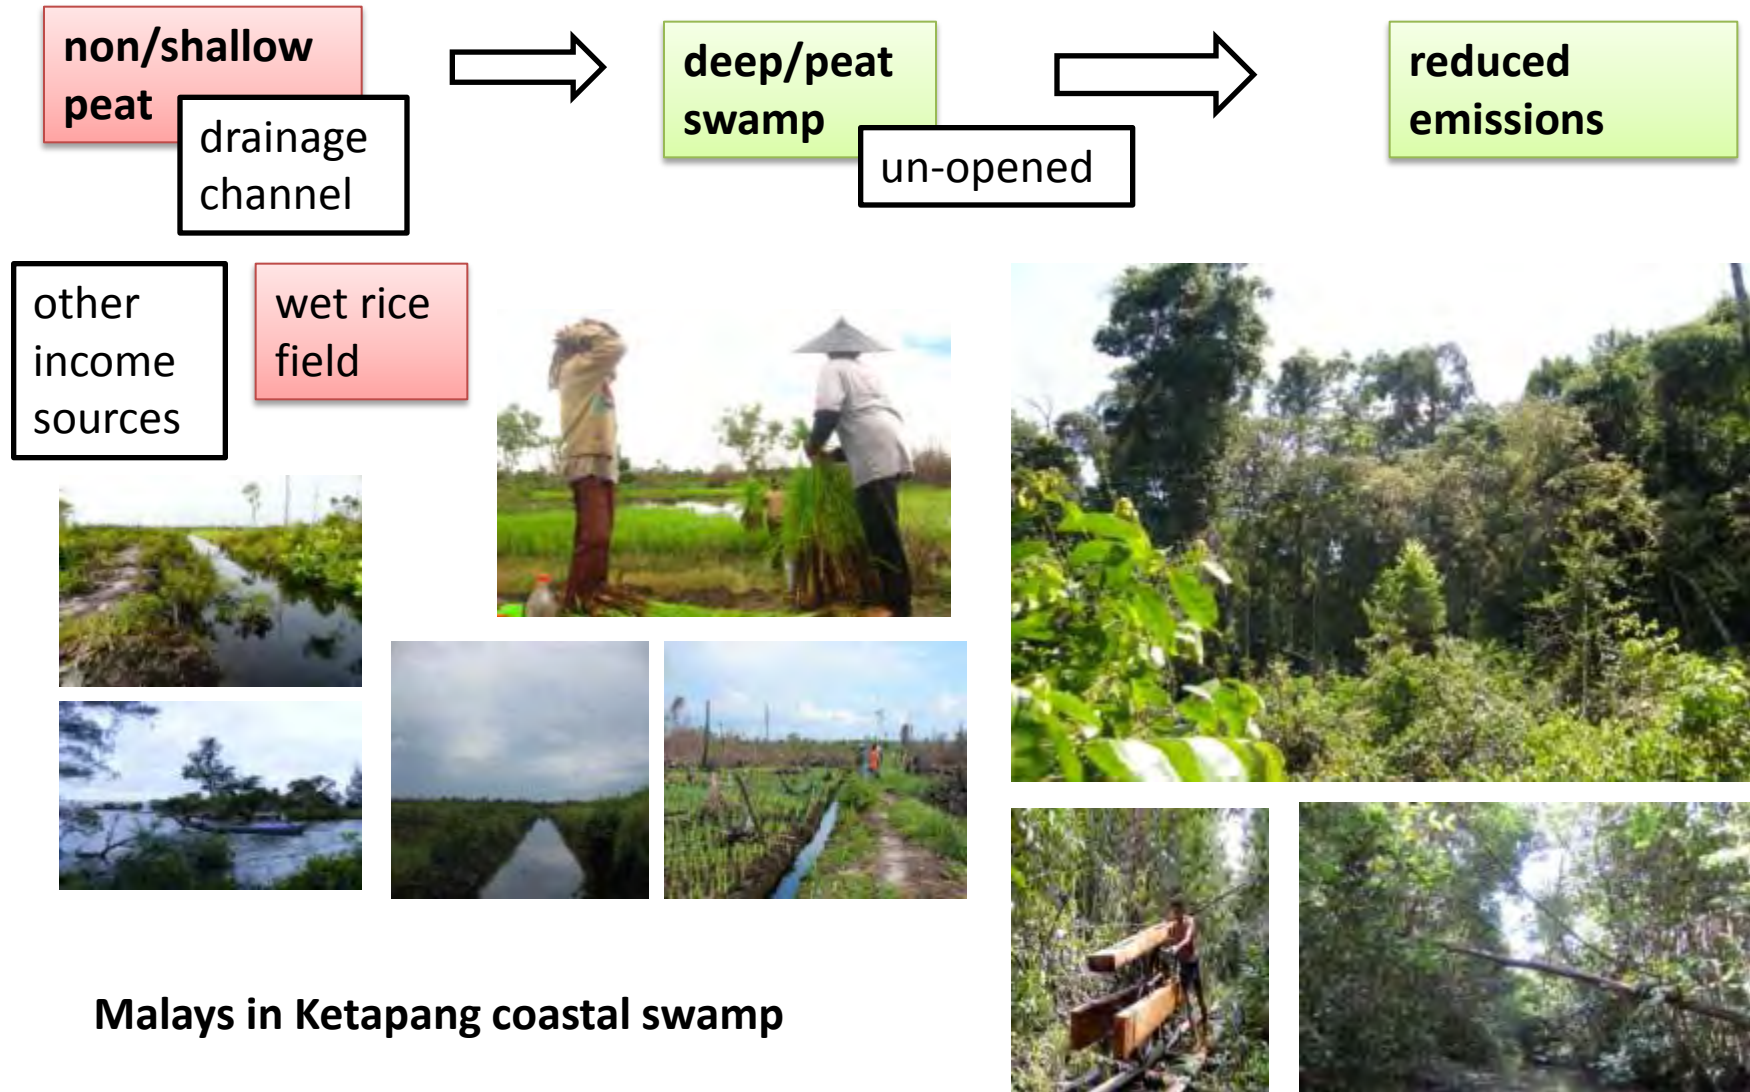 non/shallow
peat
drainage
channel
deep/peat
swamp
un-opened
reduced
emissions
other
income
sources
wet rice
field
Malays in Ketapang coastal swamp